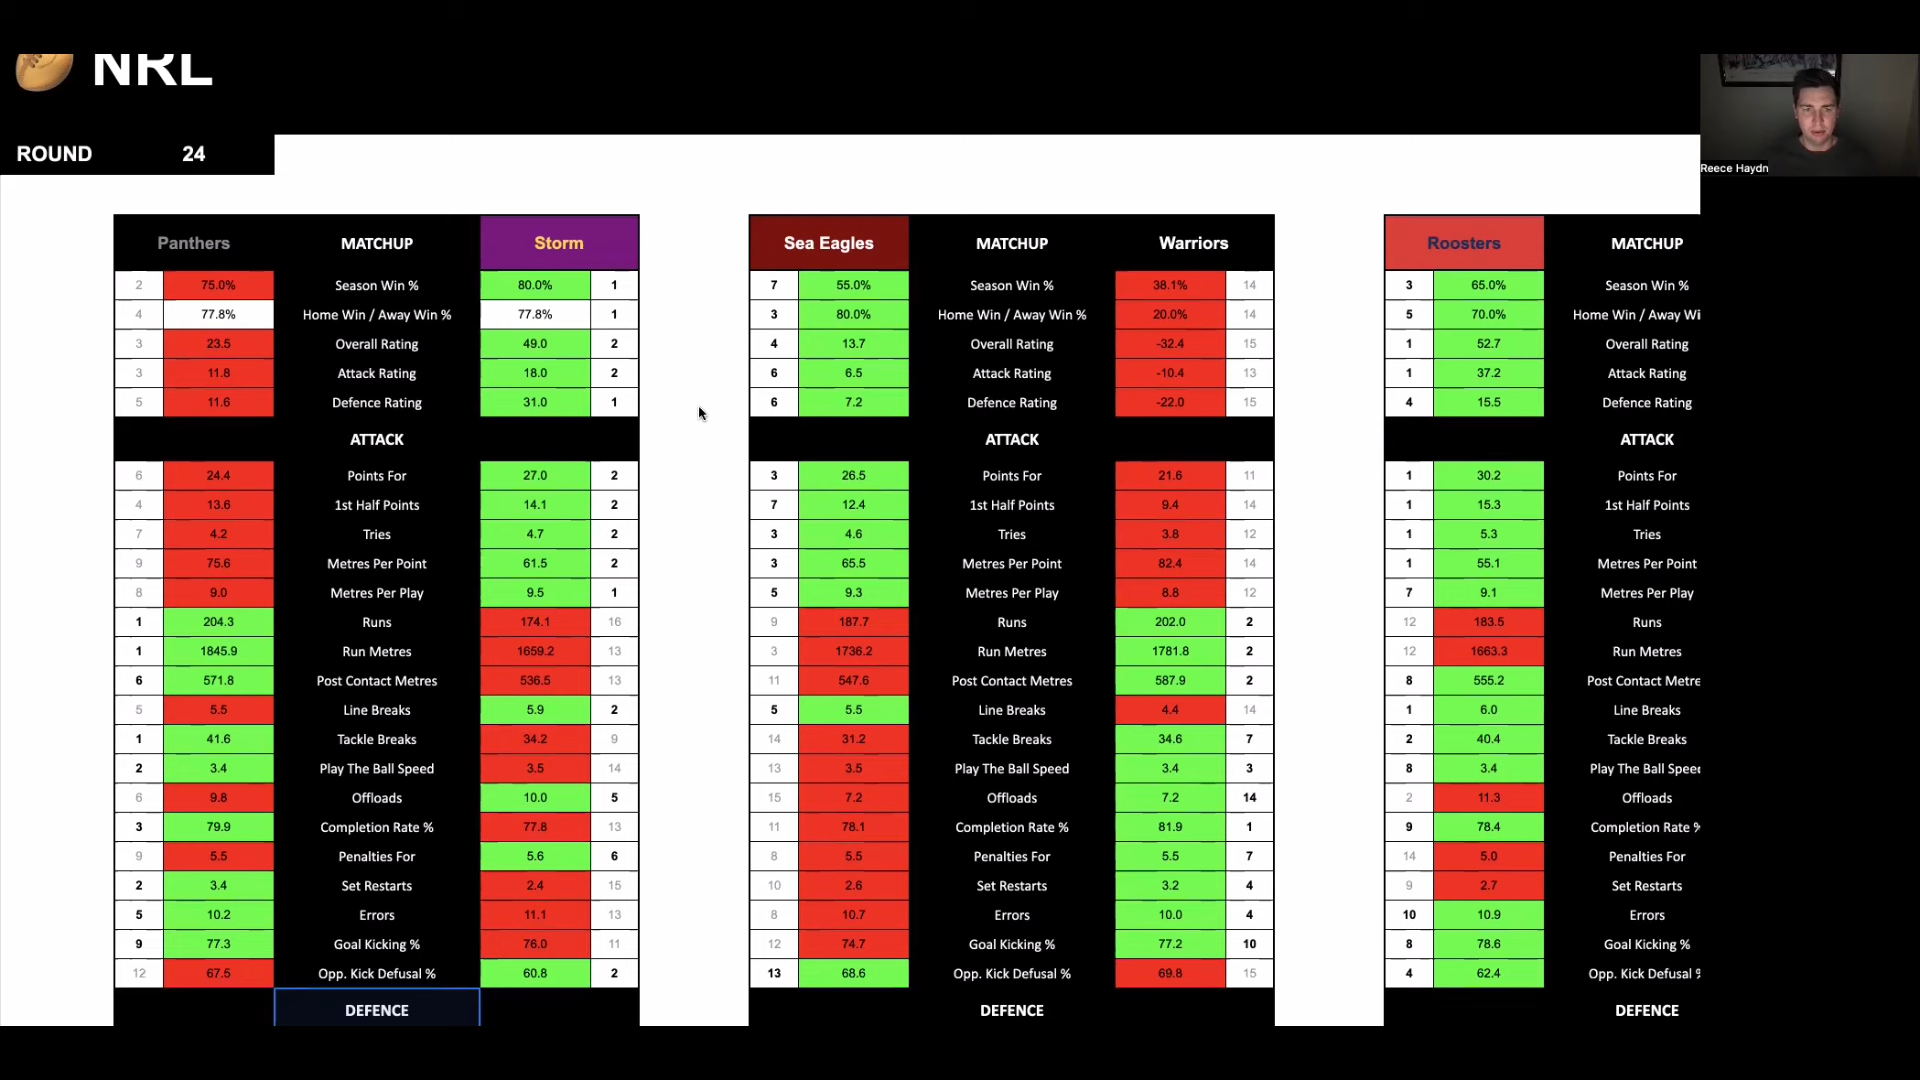 NRL
Reece Haydn
ROUND 24
Panthers MATCHUP Storm Sea Eagles MATCHUP Warriors Roosters MATCHUP
2 75.0% Season Win % 80.0% 1 7 55.0% Season Win % 38.1% 14 3 65.0% Season Win %
4 77.8% Home Win / Away Win % 77.8% 1 3 80.0% Home Win / Away Win % 20.0% 14 5 70.0% Home Win / Away Wi
3 23.5 Overall Rating 49.0 2 4 13.7 Overall Rating -32.4 15 1 52.7 Overall Rating
3 11.8 Attack Rating 18.0 2 6 6.5 Attack Rating -10.4 13 1 37.2 Attack Rating
5 11.6 Defence Rating 31.0 1 6 7.2 Defence Rating -22.0 15 4 15.5 Defence Rating
ATTACK ATTACK ATTACK
6 24.4 Points For 27.0 2 3 26.5 Points For 21.6 11 1 30.2 Points For
4 13.6 1st Half Points 14.1 2 7 12.4 1st Half Points 9.4 14 1 15.3 1st Half Points
7 4.2 Tries 4.7 2 3 4.6 Tries 3.8 12 1 5.3 Tries
9 75.6 Metres Per Point 61.5 2 3 65.5 Metres Per Point 82.4 14 1 55.1 Metres Per Point
8 9.0 Metres Per Play 9.5 1 5 9.3 Metres Per Play 8.8 12 7 9.1 Metres Per Play
1 204.3 Runs 174.1 16 9 187.7 Runs 202.0 2 12 183.5 Runs
1 1845.9 Run Metres 1659.2 13 3 1736.2 Run Metres 1781.8 2 12 1663.3 Run Metres
6 571.8 Post Contact Metres 536.5 13 11 547.6 Post Contact Metres 587.9 2 8 555.2 Post Contact Metre
5 5.5 Line Breaks 5.9 2 5 5.5 Line Breaks 4.4 14 1 6.0 Line Breaks
1 41.6 Tackle Breaks 34.2 9 14 31.2 Tackle Breaks 34.6 7 2 40.4 Tackle Breaks
2 3.4 Play The Ball Speed 3.5 14 13 3.5 Play The Ball Speed 3.4 3 8 3.4 Play The Ball Speed
6 9.8 Offloads 10.0 5 15 7.2 Offloads 7.2 14 2 11.3 Offloads
3 79.9 Completion Rate % 77.8 13 11 78.1 Completion Rate % 81.9 1 9 78.4 Completion Rate %
9 5.5 Penalties For 5.6 6 8 5.5 Penalties For 5.5 7 14 5.0 Penalties For
2 3.4 Set Restarts 2.4 15 10 2.6 Set Restarts 3.2 4 9 2.7 Set Restarts
5 10.2 Errors 11.1 13 8 10.7 Errors 10.0 4 10 10.9 Errors
9 77.3 Goal Kicking % 76.0 11 12 74.7 Goal Kicking % 77.2 10 8 78.6 Goal Kicking %
12 67.5 Opp. Kick Defusal % 60.8 2 13 68.6 Opp. Kick Defusal % 69.8 15 4 62.4 Opp. Kick Defusal %
DEFENCE DEFENCE DEFENCE